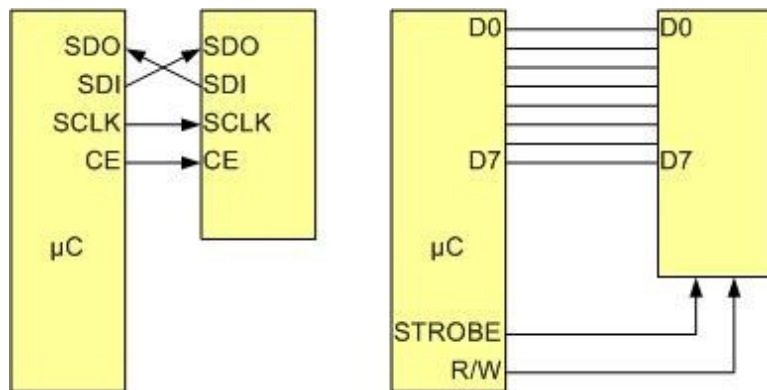 SDO
SDI
SCLK
CE
µC
SDO
SDI
SCLK
CE
D0
D7
µC
STROBE
R/W
D0
D7